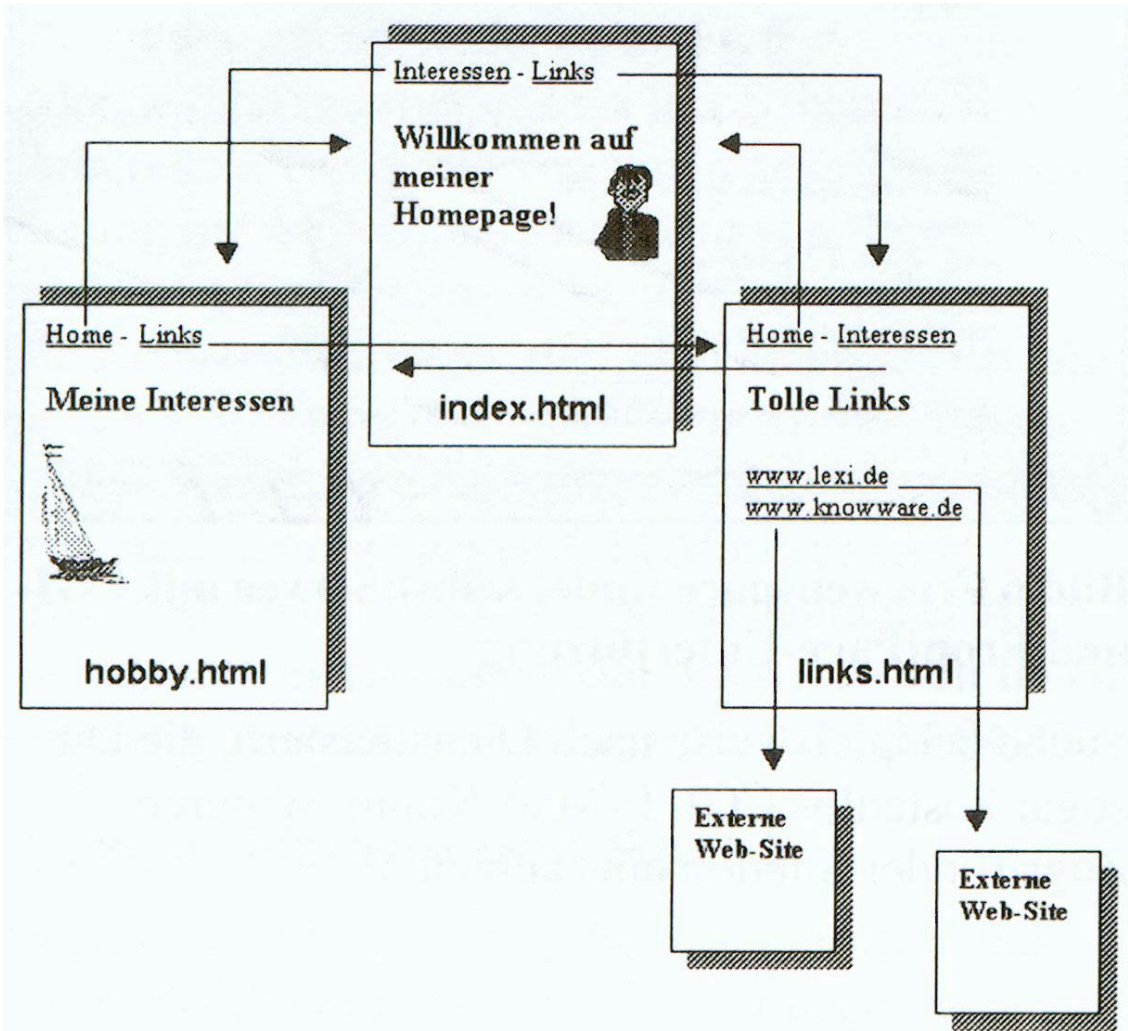 Interessen - Links
Willkommen auf
meiner
Homepage!
index.html
Home - Links
Meine Interessen
hobby.html
Home - Interessen
Tolle Links
www.lexi.de
www.knowware.de
links.html
Externe
Web-Site
Externe
Web-Site